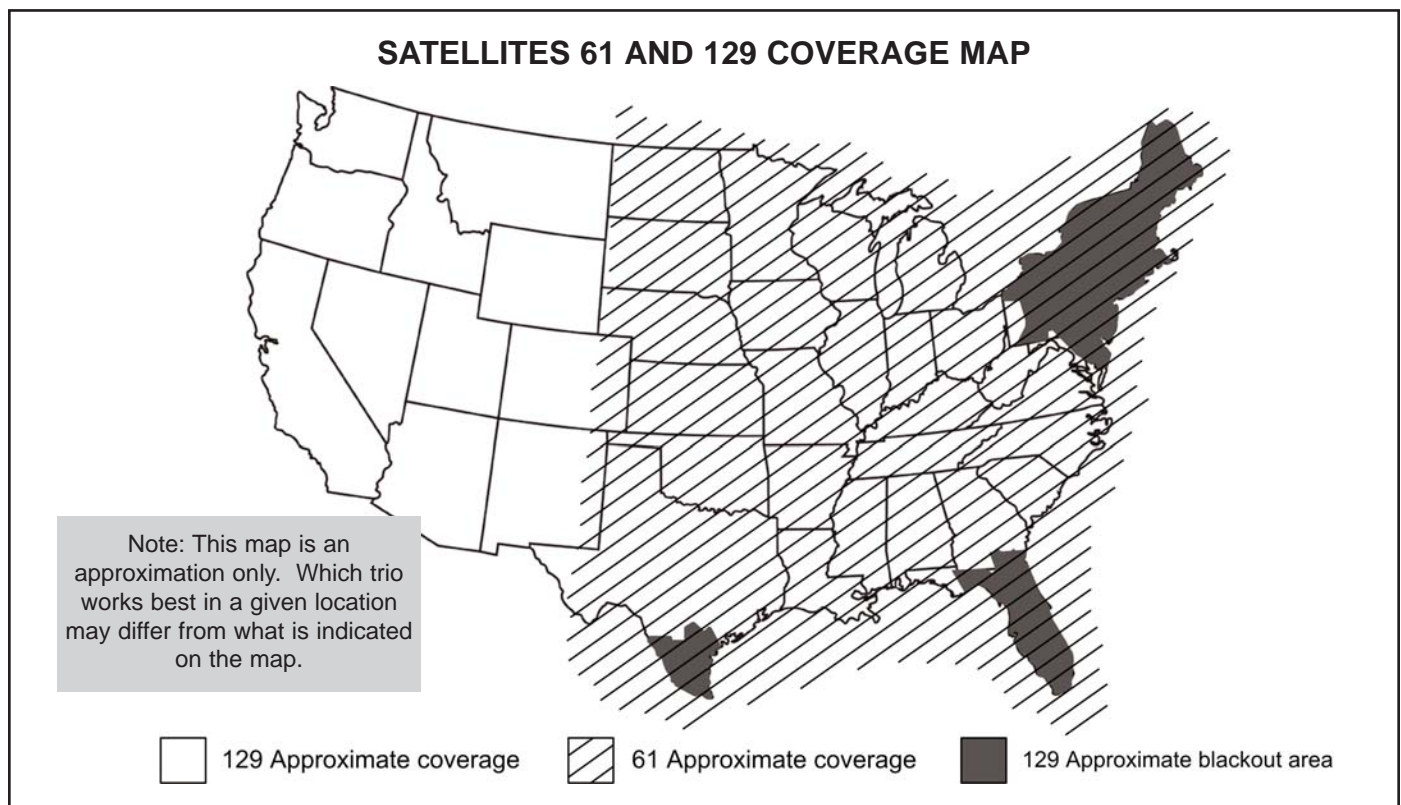 SATELLITES 61 AND 129 COVERAGE MAP
Note: This map is an
approximation only.  Which trio
works best in a given location
may differ from what is indicated
on the map.
129 Approximate coverage
61 Approximate coverage
129 Approximate blackout area